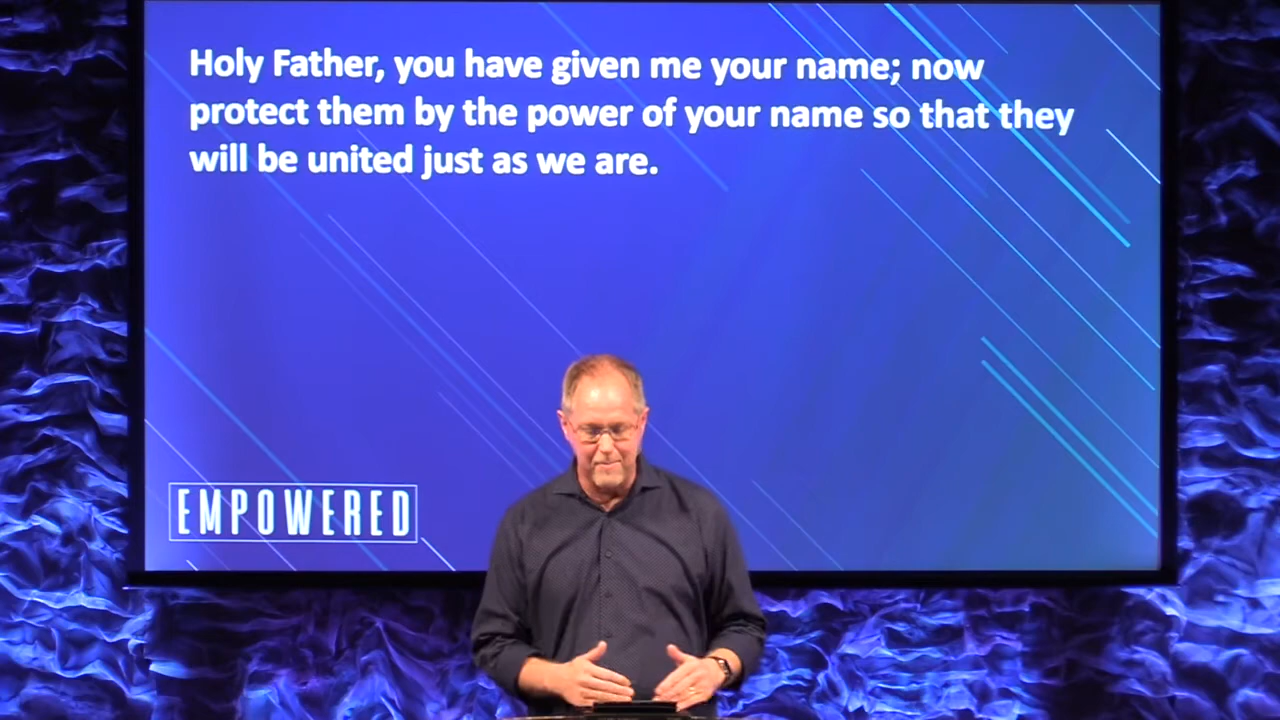 Holy Father, you have given me your name; now
protect them by the power of your name so that they
will be united just as we are.
EMPOWERED